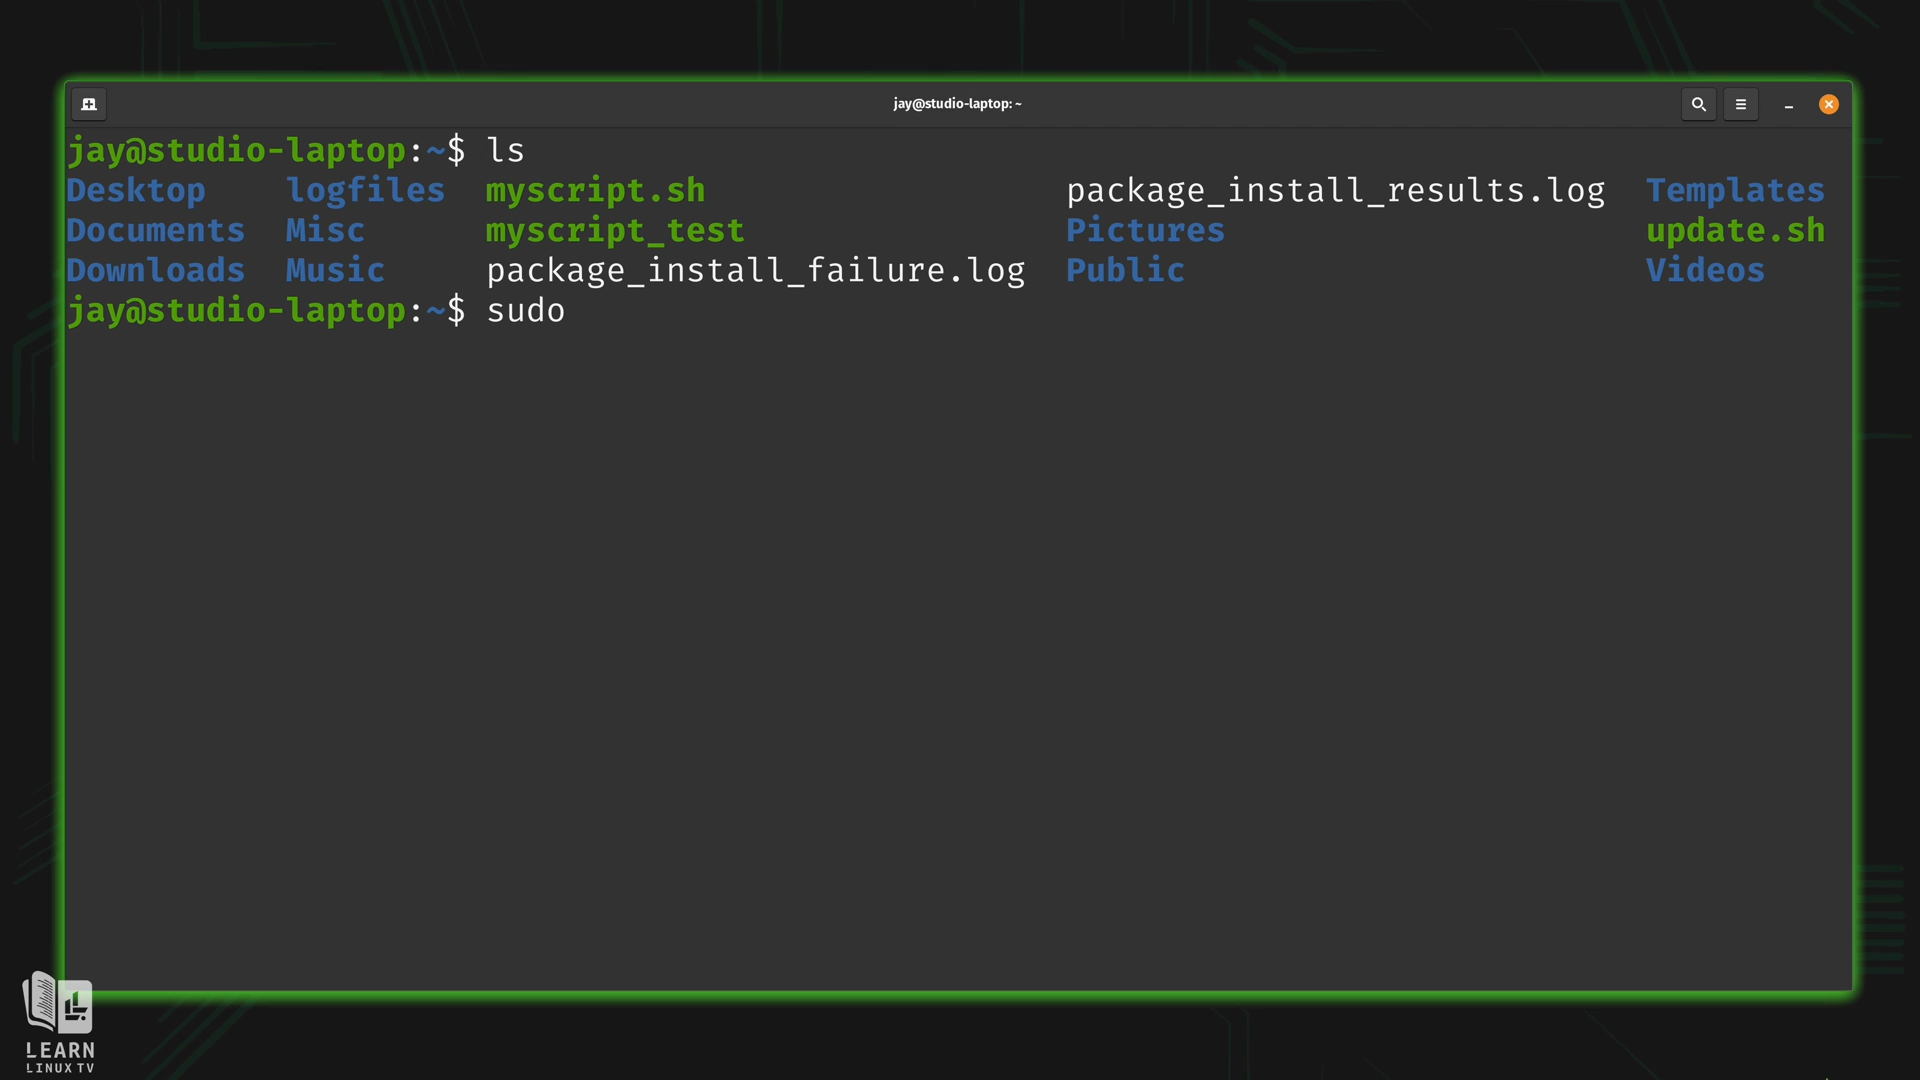 jay@studio-laptop: ~
jay@studio-laptop:~$ ls
Desktop logfiles myscript.sh package_install_results.log Templates
Documents Misc myscript_test Pictures update.sh
Downloads Music package_install_failure.log Public Videos
jay@studio-laptop:~$ sudo
LEARN
LINUX TV